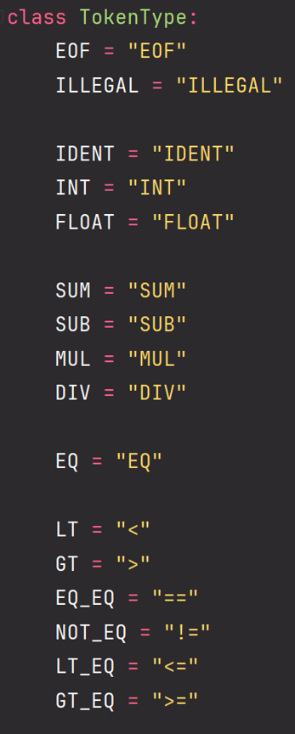 class TokenType:
    EOF = "EOF"
    ILLEGAL = "ILLEGAL"

    IDENT = "IDENT"
    INT = "INT"
    FLOAT = "FLOAT"

    SUM = "SUM"
    SUB = "SUB"
    MUL = "MUL"
    DIV = "DIV"

    EQ = "EQ"

    LT = "<"
    GT = ">"
    EQ_EQ = "=="
    NOT_EQ = "!="
    LT_EQ = "<="
    GT_EQ = ">="